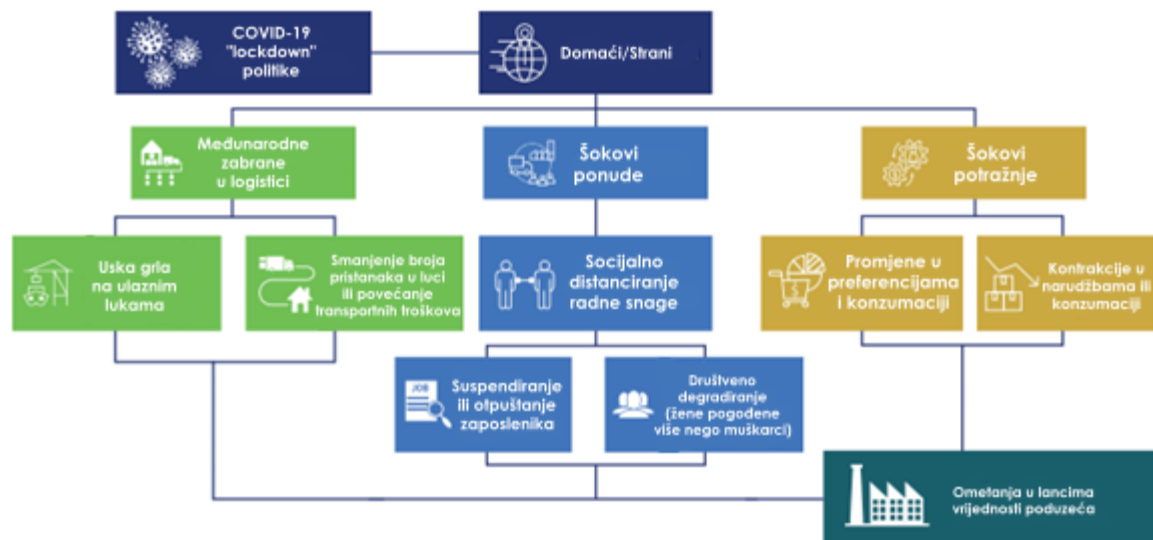 COVID-19
"lockdown"
politike
Domaći/Strani
Međunarodne
zabrane
u logistici
Šokovi
ponude
Šokovi
potražnje
Uska grla
na ulaznim
lukama
Smanjenje broja
pristanaka u luci
ili povećanje
transportnih troškova
Socijalno
distanciranje
radne snage
Promjene u
preferencijama
i konzumaciji
Kontrakcije u
narudžbama ili
konzumaciji
JOB
Suspendiranje
ili otpuštanje
zaposlenika
Društveno
degradiranje
(žene pogođene
više nego muškarci)
Ometanja u lancima
vrijednosti poduzeća